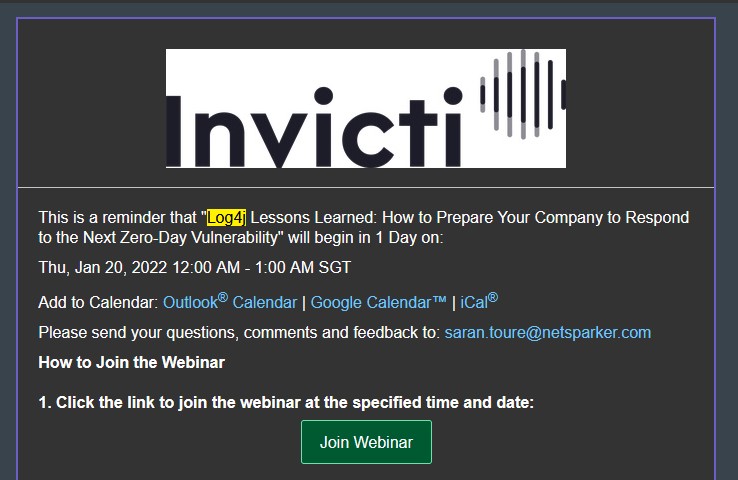 Invicti
This is a reminder that "Log4j Lessons Learned: How to Prepare Your Company to Respond
to the Next Zero-Day Vulnerability" will begin in 1 Day on:
Thu, Jan 20, 2022 12:00 AM - 1:00 AM SGT
Add to Calendar: Outlook® Calendar | Google Calendar™ | iCal®
Please send your questions, comments and feedback to: saran.toure@netsparker.com
How to Join the Webinar
1. Click the link to join the webinar at the specified time and date:
Join Webinar